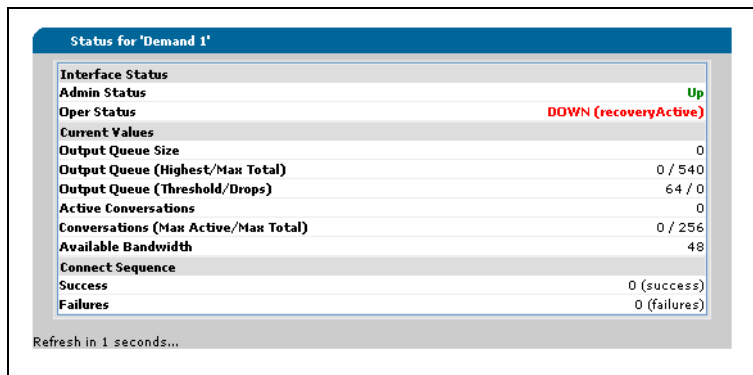 Status for 'Demand 1'
Interface Status
Admin Status Up
Oper Status DOWN (recoveryActive)
Current Values
Output Queue Size 0
Output Queue (Highest/Max Total) 0 / 540
Output Queue (Threshold/Drops) 64 / 0
Active Conversations 0
Conversations (Max Active/Max Total) 0 / 256
Available Bandwidth 48
Connect Sequence
Success 0 (success)
Failures 0 (failures)
Refresh in 1 seconds...